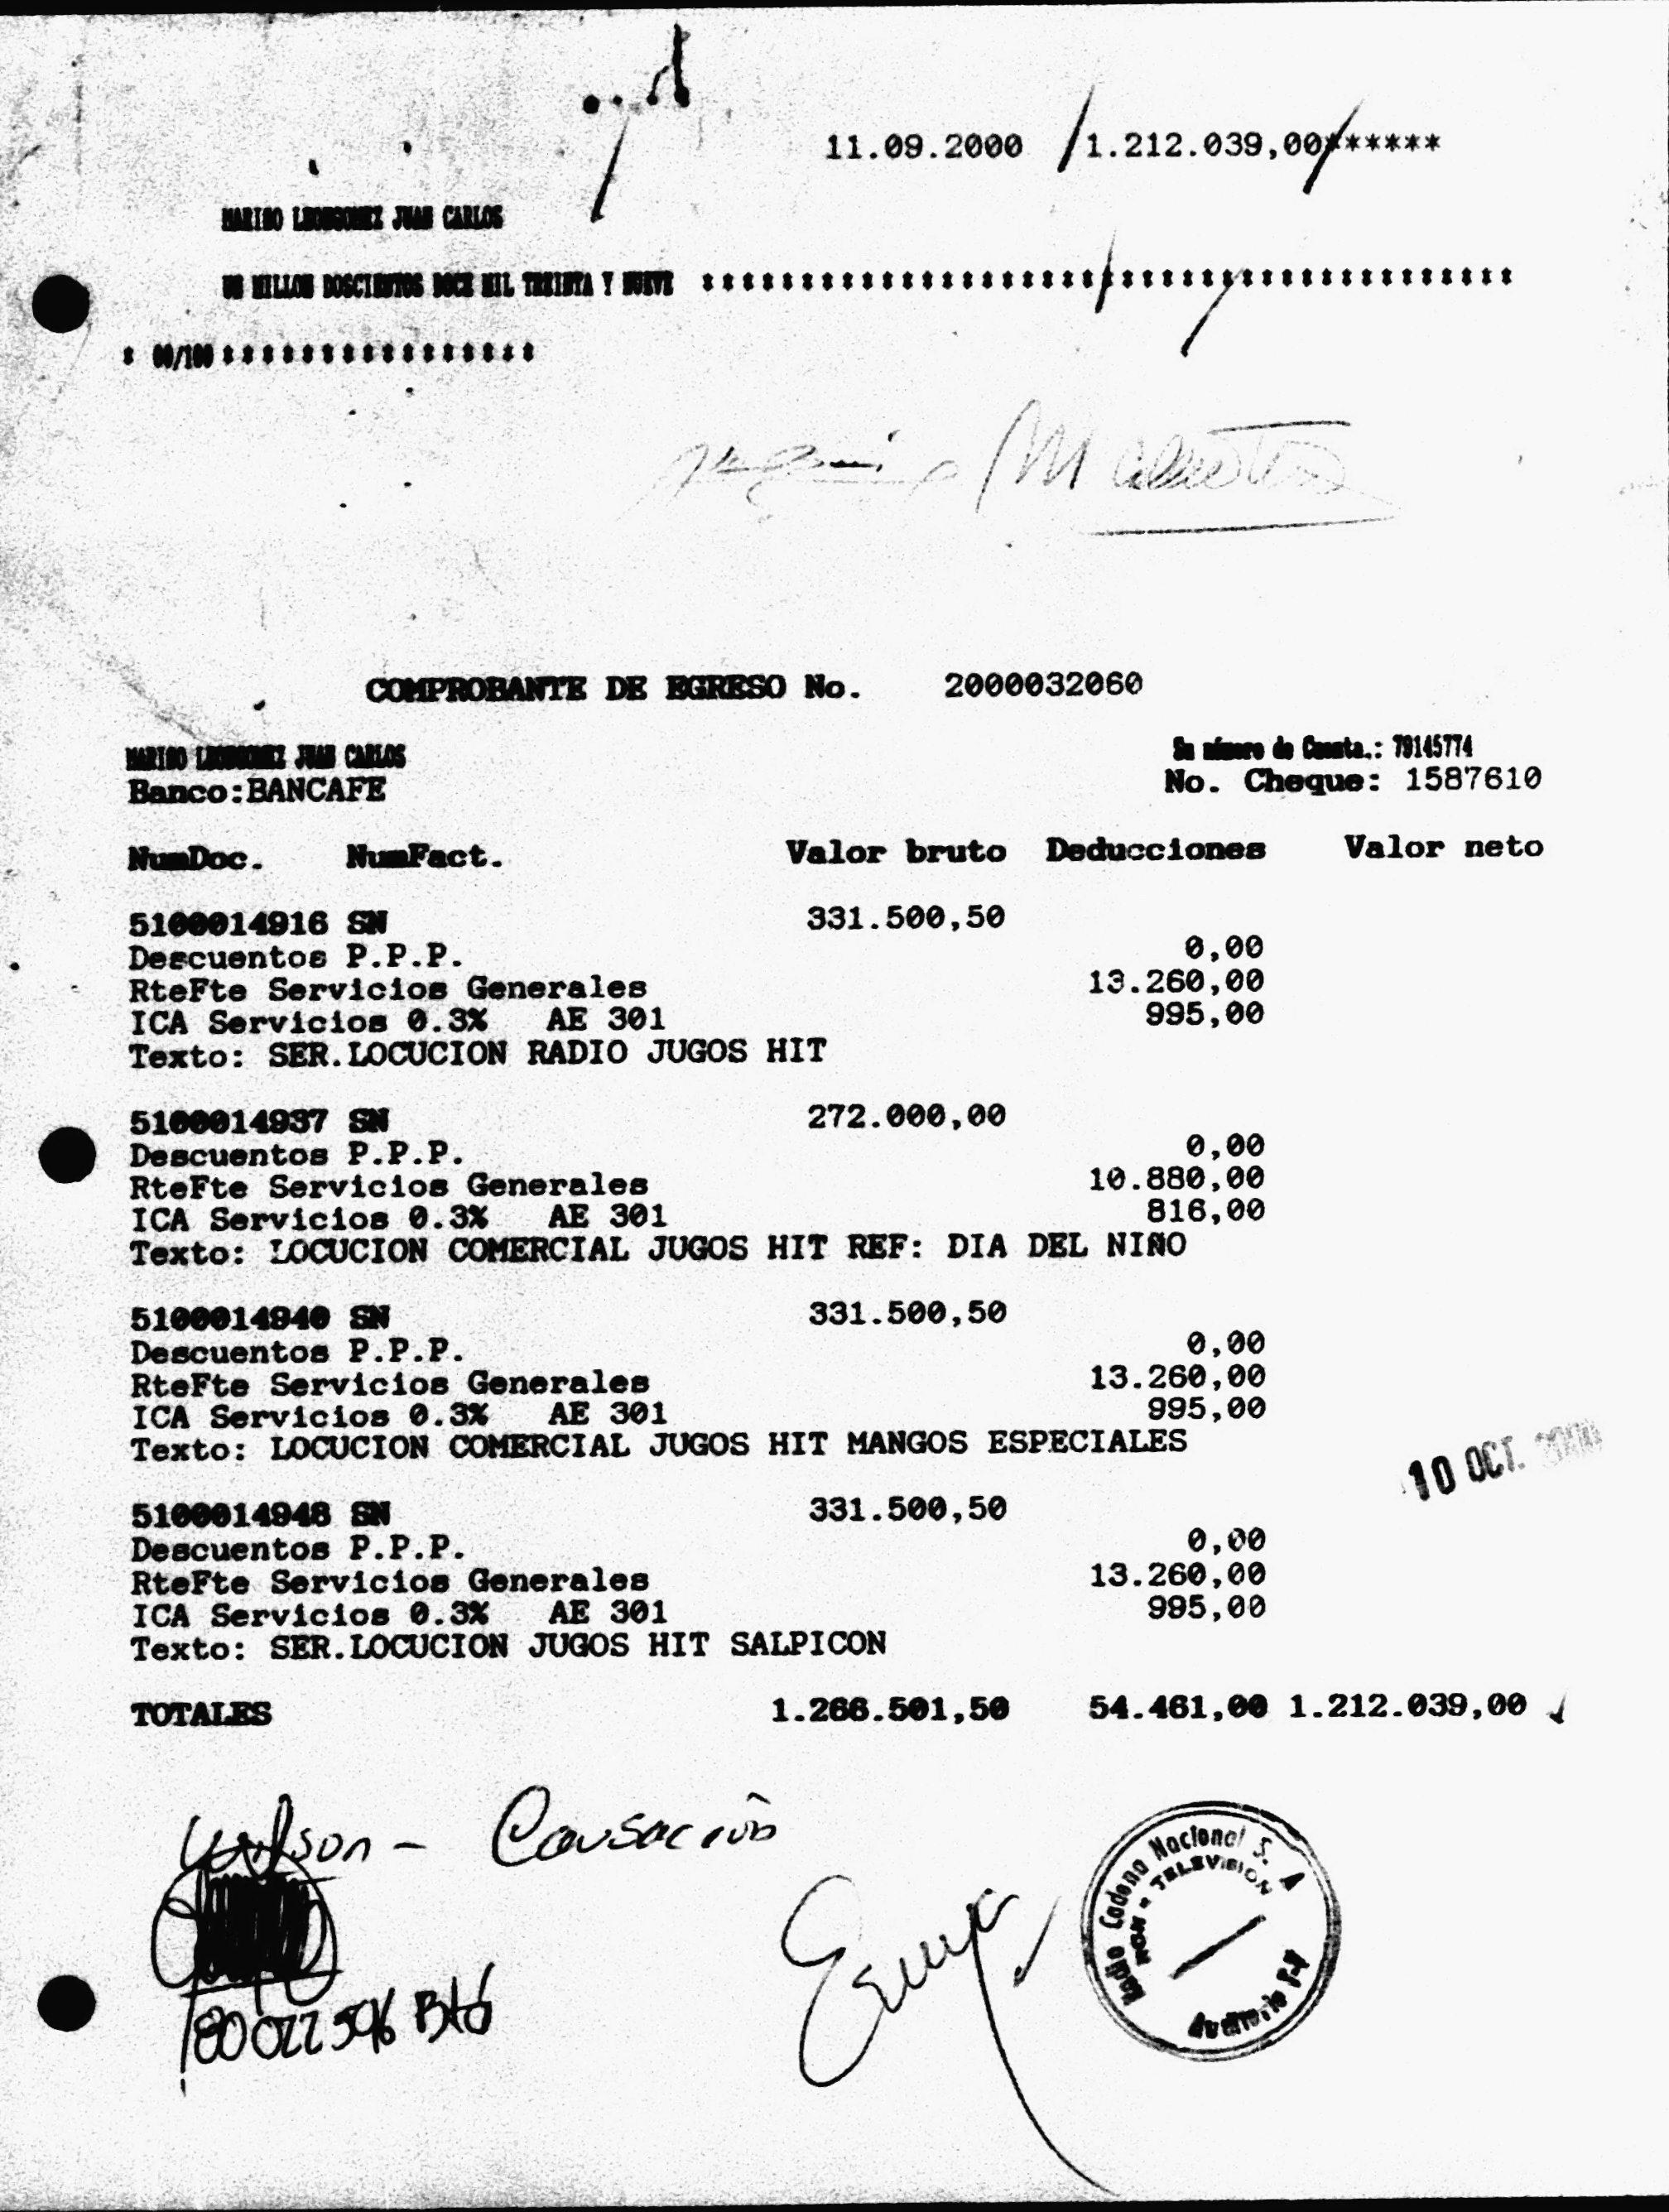 11.09.2000 1.212.039,00******
MARIÑO LEONGOMEZ JUAN CARLOS
UN MILLON DOSCIENTOS DOCE MIL TREINTA Y NUEVE *****************************************
* 00/100 ****************
COMPROBANTE DE EGRESO No. 2000032060
MARIÑO LEONGOMEZ JUAN CARLOS
Su número de Cuenta.: 79145774
Banco:BANCAFE
No. Cheque: 1587610
NumDoc. NumFact. Valor bruto Deducciones Valor neto
5100014916 SN 331.500,50
Descuentos P.P.P. 0,00
RteFte Servicios Generales 13.260,00
ICA Servicios 0.3% AE 301 995,00
Texto: SER.LOCUCION RADIO JUGOS HIT
5100014937 SN 272.000,00
Descuentos P.P.P. 0,00
RteFte Servicios Generales 10.880,00
ICA Servicios 0.3% AE 301 816,00
Texto: LOCUCION COMERCIAL JUGOS HIT REF: DIA DEL NIÑO
5100014940 SN 331.500,50
Descuentos P.P.P. 0,00
RteFte Servicios Generales 13.260,00
ICA Servicios 0.3% AE 301 995,00
Texto: LOCUCION COMERCIAL JUGOS HIT MANGOS ESPECIALES
10 OCT. 2000
5100014948 SN 331.500,50
Descuentos P.P.P. 0,00
RteFte Servicios Generales 13.260,00
ICA Servicios 0.3% AE 301 995,00
Texto: SER.LOCUCION JUGOS HIT SALPICON
TOTALES 1.266.501,50 54.461,00 1.212.039,00
Wilson - Causación
Radio Cadena Nacional S. A
RCN - TELEVISION
Auditoria
80022596 Btá